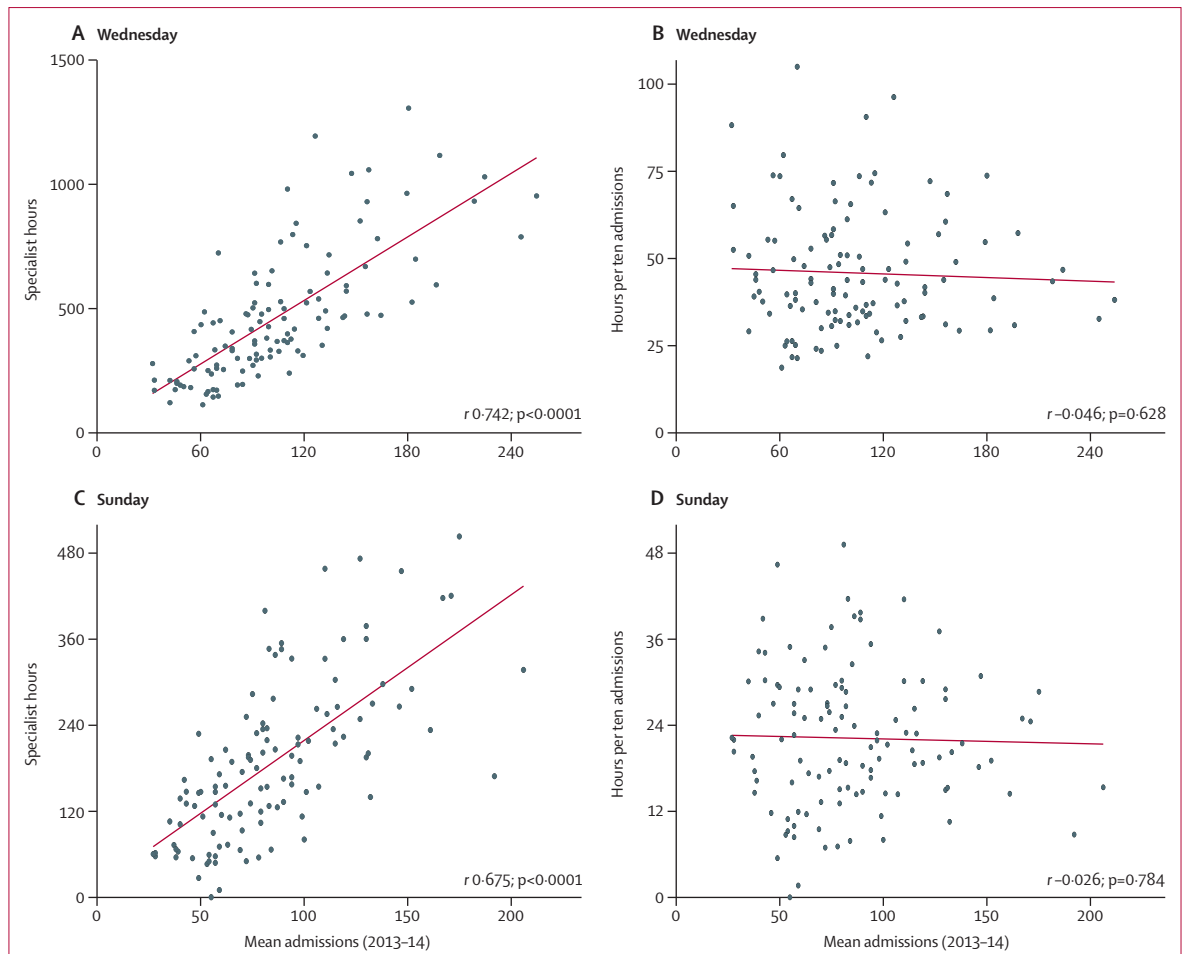 A Wednesday
1500
1000
500
0
Specialist hours
0 60 120 180 240
r 0·742; p<0·0001
B Wednesday
100
75
50
25
0
Hours per ten admissions
0 60 120 180 240
r –0·046; p=0·628
C Sunday
480
360
240
120
0
Specialist hours
0 50 100 150 200
Mean admissions (2013–14)
r 0·675; p<0·0001
D Sunday
48
36
24
12
0
Hours per ten admissions
0 50 100 150 200
Mean admissions (2013–14)
r –0·026; p=0·784